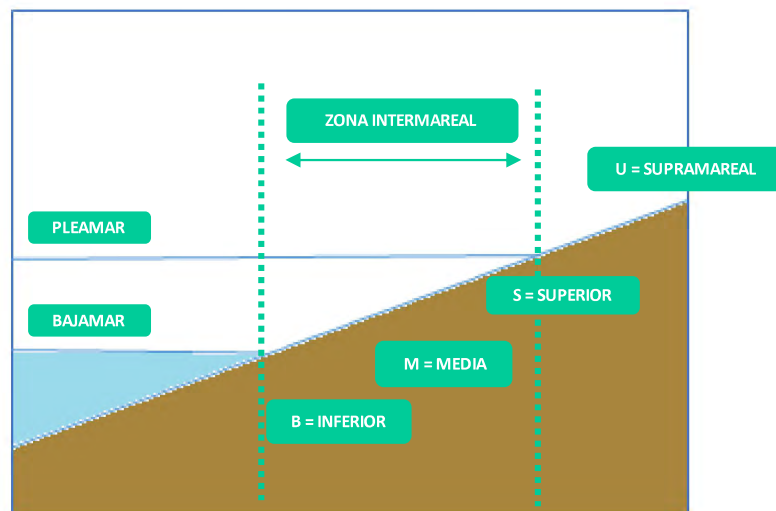 ZONA INTERMAREAL
U = SUPRAMAREAL
PLEAMAR
S = SUPERIOR
BAJAMAR
M = MEDIA
B = INFERIOR